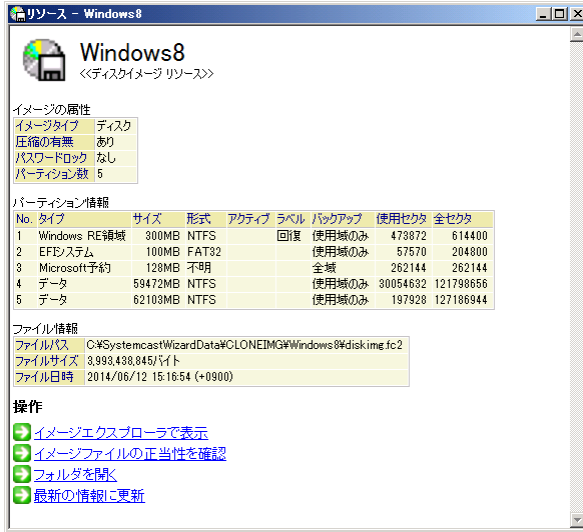 リソース - Windows8
Windows8
<<ディスクイメージ リソース>>
イメージの属性
イメージタイプ ディスク
圧縮の有無 あり
パスワードロック なし
パーティション数 5
パーティション情報
No. タイプ サイズ 形式 アクティブ ラベル バックアップ 使用セクタ 全セクタ
1 Windows RE領域 300MB NTFS 回復 使用域のみ 473872 614400
2 EFIシステム 100MB FAT32 使用域のみ 57570 204800
3 Microsoft予約 128MB 不明 全域 262144 262144
4 データ 59472MB NTFS 使用域のみ 30054632 121798656
5 データ 62103MB NTFS 使用域のみ 197928 127186944
ファイル情報
ファイルパス C:¥SystemcastWizardData¥CLONEIMG¥Windows8¥diskimg.fc2
ファイルサイズ 3,993,438,845バイト
ファイル日時 2014/06/12 15:16:54 (+0900)
操作
イメージエクスプローラで表示
イメージファイルの正当性を確認
フォルダを開く
最新の情報に更新